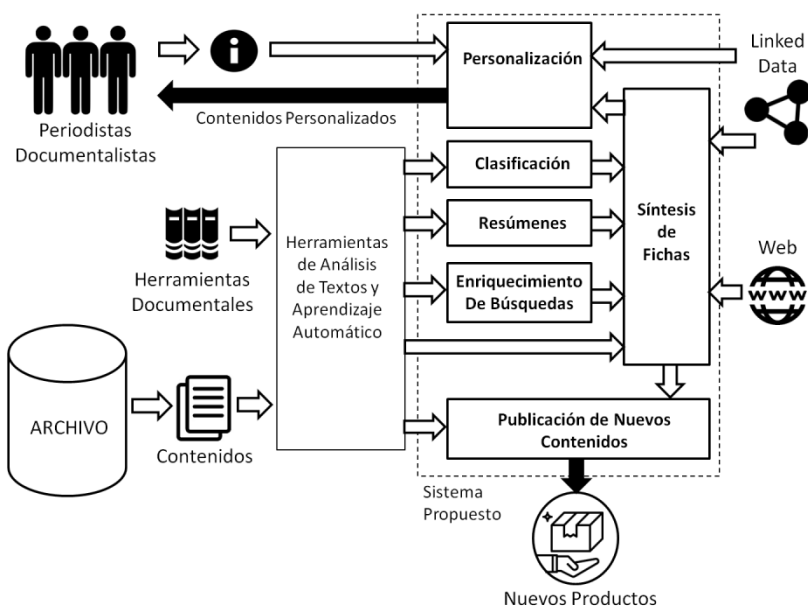 Periodistas
Documentalistas
i
Contenidos Personalizados
Personalización
Linked
Data
Clasificación
Resúmenes
Enriquecimiento
De Búsquedas
Síntesis
de
Fichas
Web
WWW
Herramientas
Documentales
Herramientas
de Análisis
de Textos y
Aprendizaje
Automático
ARCHIVO
Contenidos
Publicación de Nuevos
Contenidos
Sistema
Propuesto
Nuevos Productos